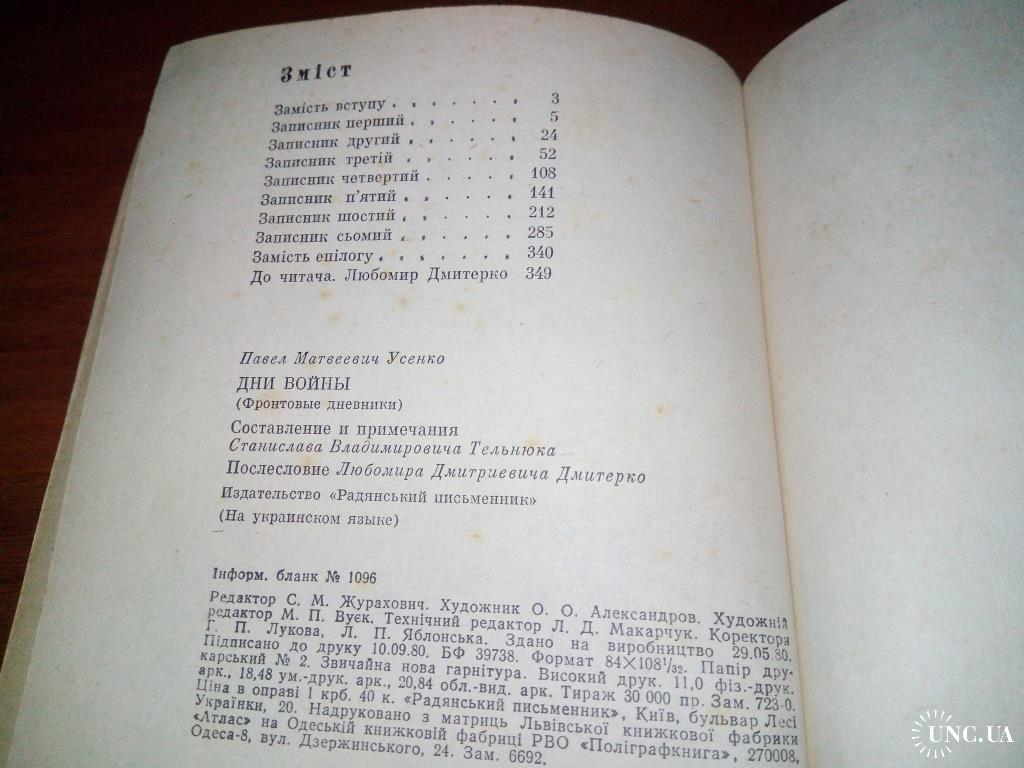 Зміст
Замість вступу . . . . . . . 3
Записник перший . . . . . . 5
Записник другий . . . . . . 24
Записник третій . . . . . . 52
Записник четвертий . . . . . 108
Записник п'ятий . . . . . . 141
Записник шостий . . . . . . 212
Записник сьомий . . . . . . 285
Замість епілогу . . . . . . . 340
До читача. Любомир Дмитерко 349
Павел Матвеевич Усенко
ДНИ ВОЙНЫ
(Фронтовые дневники)
Составление и примечания
Станислава Владимировича Тельнюка
Послесловие Любомира Дмитриевича Дмитерко
Издательство «Радянський письменник»
(На украинском языке)
Інформ. бланк № 1096
Редактор С. М. Журахович. Художник О. О. Александров. Художній
редактор М. П. Вуєк. Технічний редактор Л. Д. Макарчук. Коректори
Г. П. Лукова, Л. П. Яблонська. Здано на виробництво 29.05.80.
Підписано до друку 10.09.80. БФ 39738. Формат 84×108¹/₃₂. Папір дру-
карський № 2. Звичайна нова гарнітура. Високий друк. 11,0 фіз.-друк.
арк., 18,48 ум.-друк. арк., 20,84 обл.-вид. арк. Тираж 30 000 пр. Зам. 723-0.
Ціна в оправі 1 крб. 40 к. «Радянський письменник», Київ, бульвар Лесі
Українки, 20. Надруковано з матриць Львівської книжкової фабрики
«Атлас» на Одеській книжковій фабриці РВО «Поліграфкнига», 270008,
Одеса-8, вул. Дзержинського, 24. Зам. 6692.
UNC.UA